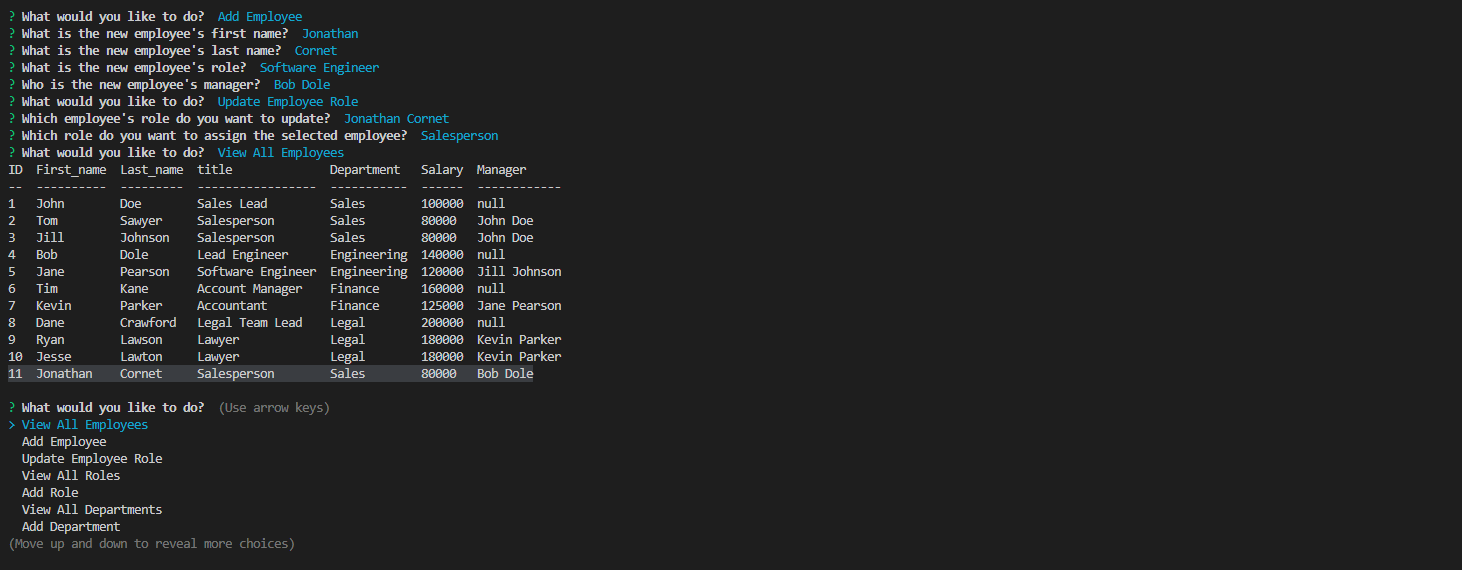 ? What would you like to do?  Add Employee
? What is the new employee's first name?  Jonathan
? What is the new employee's last name?  Cornet
? What is the new employee's role?  Software Engineer
? Who is the new employee's manager?  Bob Dole
? What would you like to do?  Update Employee Role
? Which employee's role do you want to update?  Jonathan Cornet
? Which role do you want to assign the selected employee?  Salesperson
? What would you like to do?  View All Employees
ID  First_name  Last_name  title              Department   Salary  Manager
--  ----------  ---------  -----------------  -----------  ------  ------------
1   John        Doe        Sales Lead         Sales        100000  null
2   Tom         Sawyer     Salesperson        Sales        80000   John Doe
3   Jill        Johnson    Salesperson        Sales        80000   John Doe
4   Bob         Dole       Lead Engineer      Engineering  140000  null
5   Jane        Pearson    Software Engineer  Engineering  120000  Jill Johnson
6   Tim         Kane       Account Manager    Finance      160000  null
7   Kevin       Parker     Accountant         Finance      125000  Jane Pearson
8   Dane        Crawford   Legal Team Lead    Legal        200000  null
9   Ryan        Lawson     Lawyer             Legal        180000  Kevin Parker
10  Jesse       Lawton     Lawyer             Legal        180000  Kevin Parker
11  Jonathan    Cornet     Salesperson        Sales        80000   Bob Dole
? What would you like to do?  (Use arrow keys)
> View All Employees
  Add Employee
  Update Employee Role
  View All Roles
  Add Role
  View All Departments
  Add Department
(Move up and down to reveal more choices)